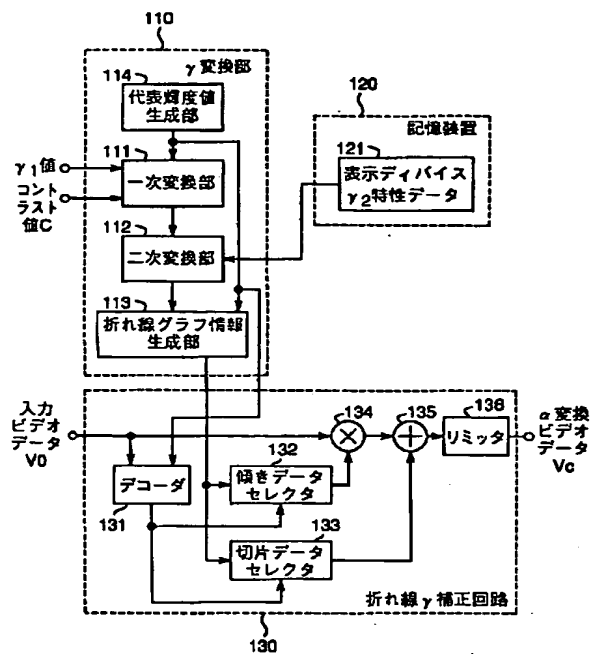 110
γ変換部
114
代表輝度値
生成部
120
記憶装置
γ1値
111
一次変換部
121
表示ディバイス
γ2特性データ
コント
ラスト
値C
112
二次変換部
113
折れ線グラフ情報
生成部
入力
ビデオ
データ
V0
134
135
136
リミッタ
α変換
ビデオ
データ
Vc
デコーダ
131
132
傾きデータ
セレクタ
133
切片データ
セレクタ
折れ線γ補正回路
130